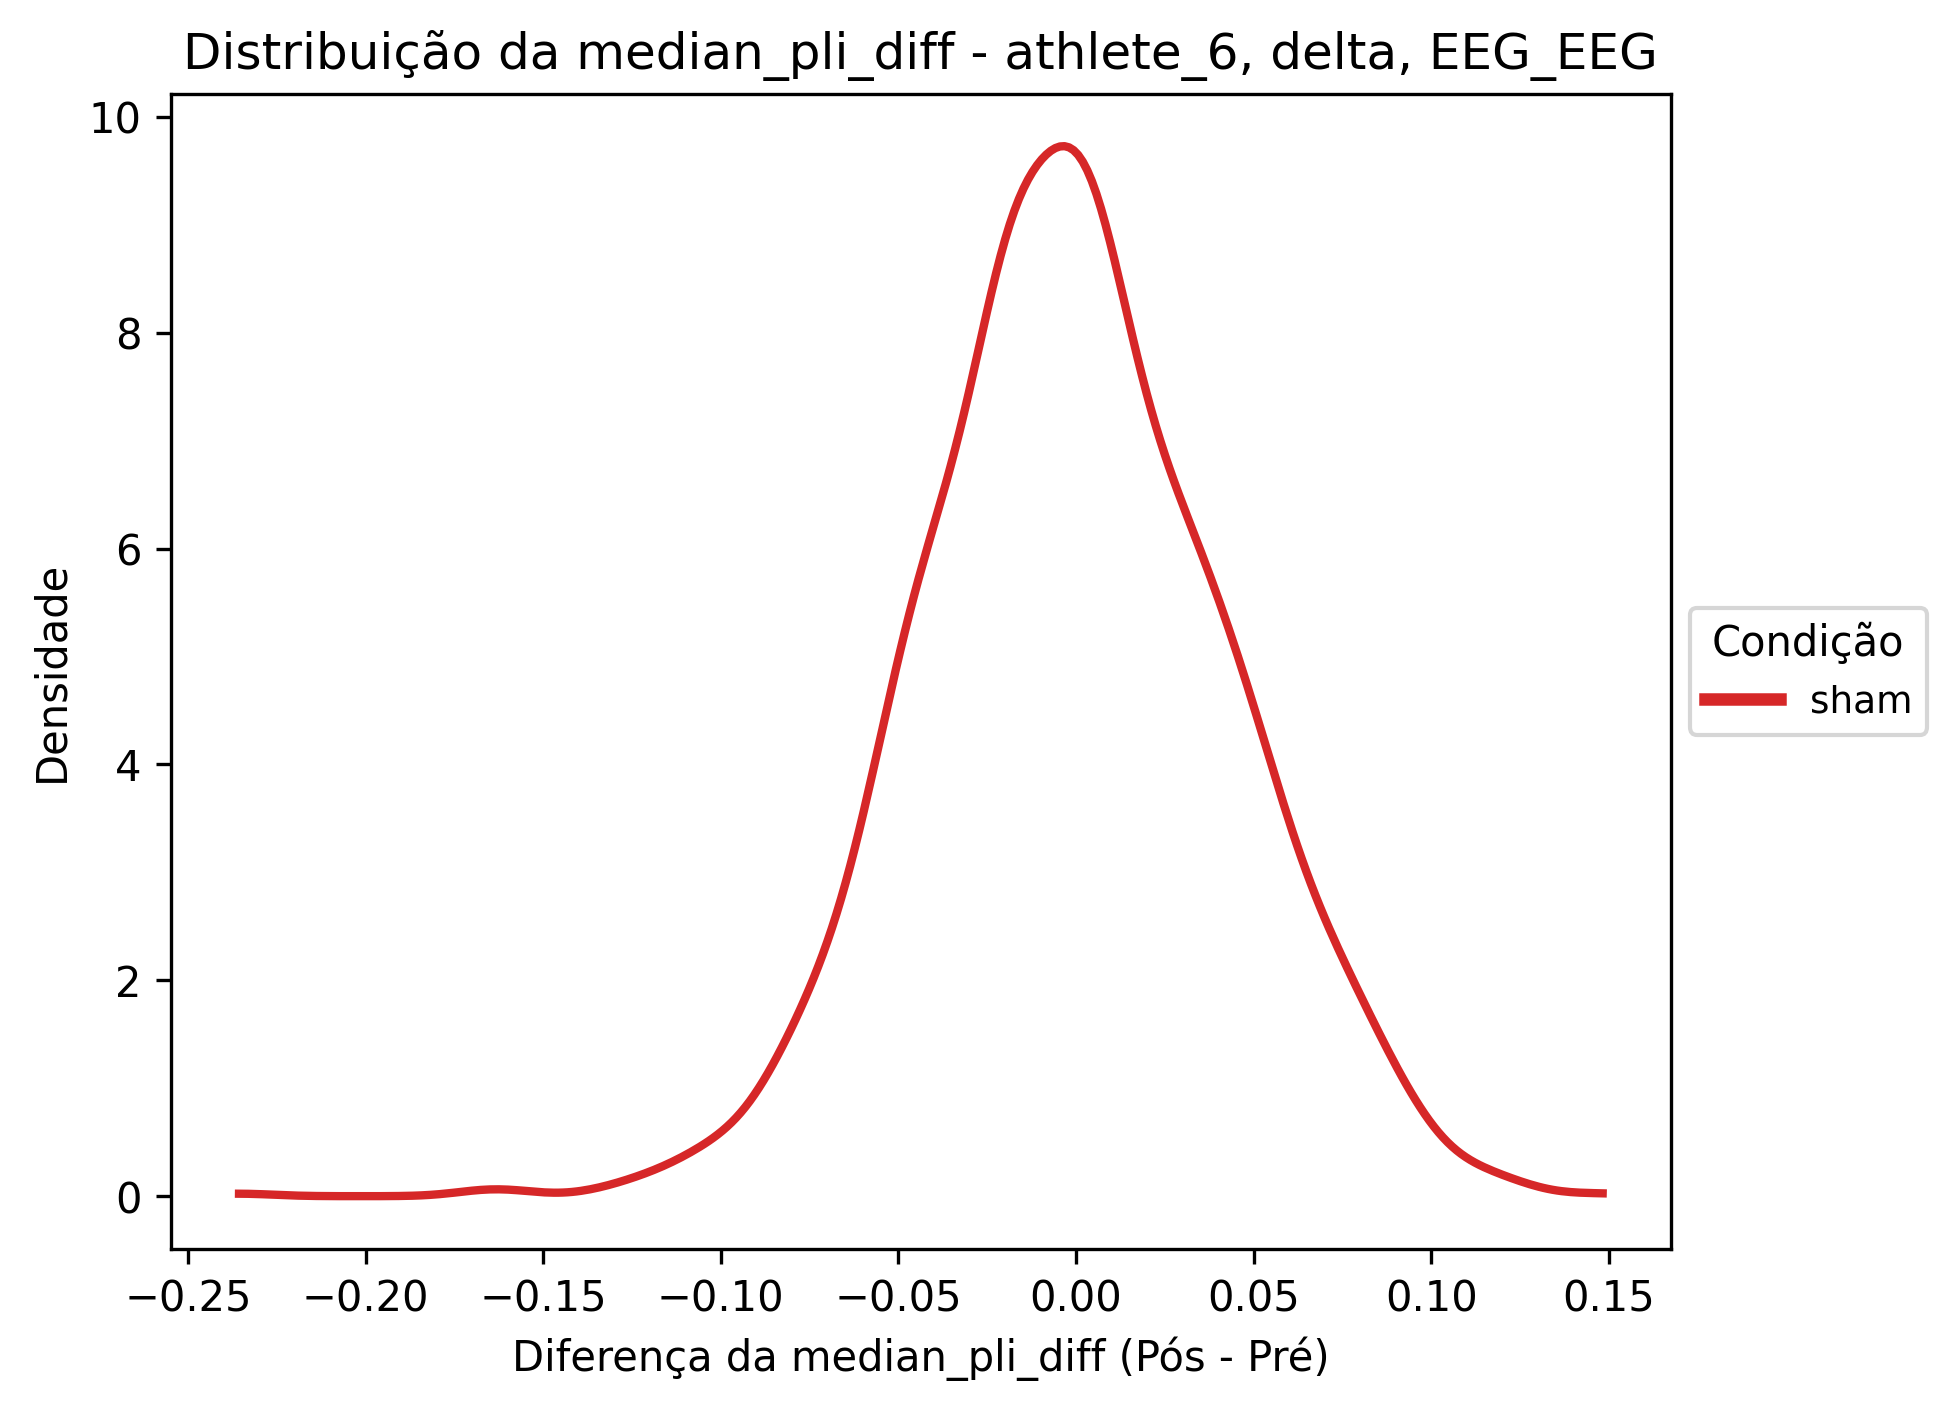 Distribuição da median_pli_diff - athlete_6, delta, EEG_EEG
10
8
6
4
2
0
Densidade
−0.25 −0.20 −0.15 −0.10 −0.05 0.00 0.05 0.10 0.15
Diferença da median_pli_diff (Pós - Pré)
Condição
sham